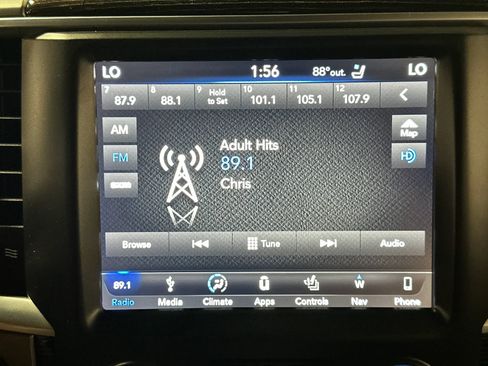 LO 1:56 88°out. LO
7 8 9 10 11 12
87.9 88.1 Hold to Set 101.1 105.1 107.9
AM
Map
Adult Hits
FM 89.1 HD
Chris
Browse Tune Audio
89.1 W
Radio Media Climate Apps Controls Nav Phone